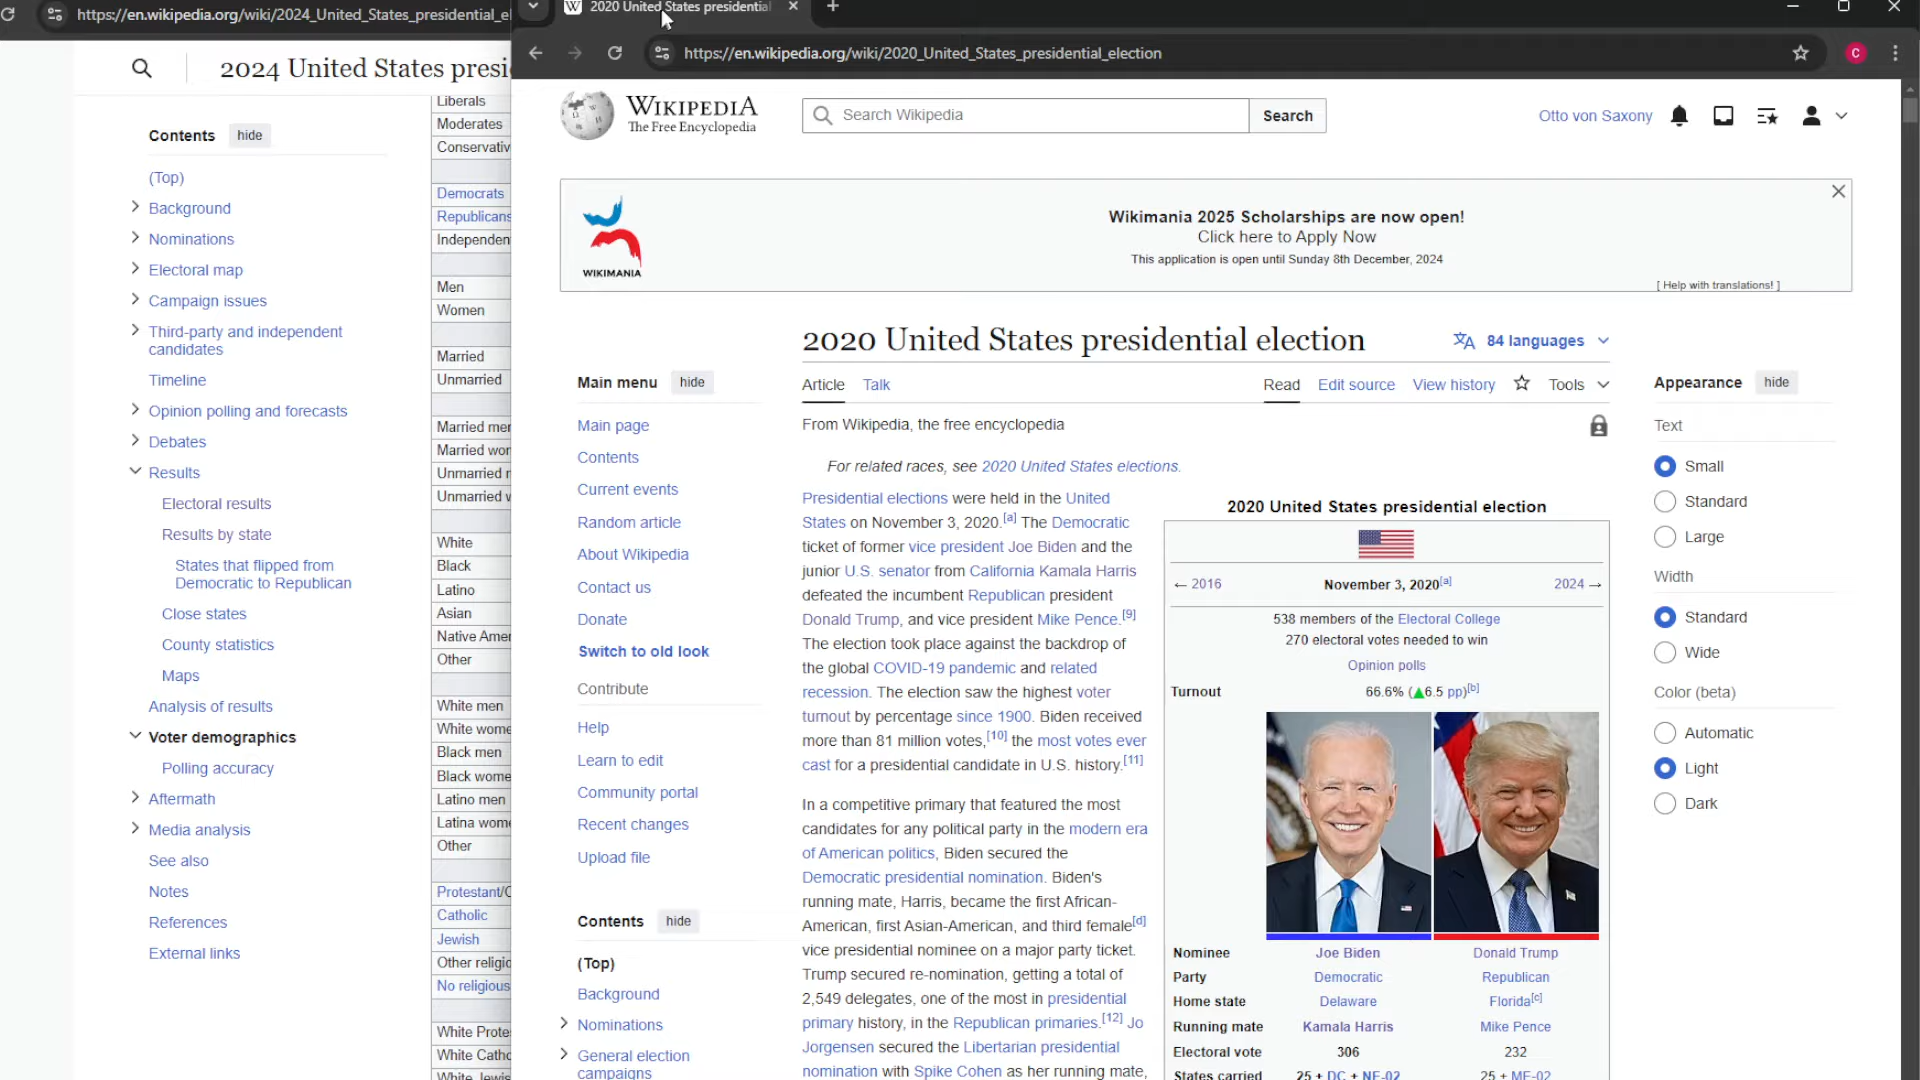 https://en.wikipedia.org/wiki/2024_United_States_presidential_el
2024 United States presi
Contents hide
(Top)
Background
Nominations
Electoral map
Campaign issues
Third-party and independent
candidates
Timeline
Opinion polling and forecasts
Debates
Results
Electoral results
Results by state
States that flipped from
Democratic to Republican
Close states
County statistics
Maps
Analysis of results
Voter demographics
Polling accuracy
Aftermath
Media analysis
See also
Notes
References
External links
Liberals
Moderates
Conservativ
Democrats
Republicans
Independen
Men
Women
Married
Unmarried
Married mer
Married wor
Unmarried r
Unmarried v
White
Black
Latino
Asian
Native Amer
Other
White men
White wome
Black men
Black wome
Latino men
Latina wome
Other
Protestant/C
Catholic
Jewish
Other religio
No religious
White Prote
White Catho
White Jewis
2020 United States presidential
https://en.wikipedia.org/wiki/2020_United_States_presidential_election
C
WIKIPEDIA
The Free Encyclopedia
Search Wikipedia
Search
Otto von Saxony
WIKIMANIA
Wikimania 2025 Scholarships are now open!
Click here to Apply Now
This application is open until Sunday 8th December, 2024
[ Help with translations! ]
2020 United States presidential election
84 languages
Main menu hide
Main page
Contents
Current events
Random article
About Wikipedia
Contact us
Donate
Switch to old look
Contribute
Help
Learn to edit
Community portal
Recent changes
Upload file
Contents hide
(Top)
Background
Nominations
General election
campaigns
Article Talk
Read Edit source View history Tools
From Wikipedia, the free encyclopedia
For related races, see 2020 United States elections.
Presidential elections were held in the United
States on November 3, 2020.[a] The Democratic
ticket of former vice president Joe Biden and the
junior U.S. senator from California Kamala Harris
defeated the incumbent Republican president
Donald Trump, and vice president Mike Pence.[9]
The election took place against the backdrop of
the global COVID-19 pandemic and related
recession. The election saw the highest voter
turnout by percentage since 1900. Biden received
more than 81 million votes,[10] the most votes ever
cast for a presidential candidate in U.S. history.[11]
In a competitive primary that featured the most
candidates for any political party in the modern era
of American politics, Biden secured the
Democratic presidential nomination. Biden's
running mate, Harris, became the first African-
American, first Asian-American, and third female[d]
vice presidential nominee on a major party ticket.
Trump secured re-nomination, getting a total of
2,549 delegates, one of the most in presidential
primary history, in the Republican primaries.[12] Jo
Jorgensen secured the Libertarian presidential
nomination with Spike Cohen as her running mate,
2020 United States presidential election
← 2016 November 3, 2020[a] 2024 →
538 members of the Electoral College
270 electoral votes needed to win
Opinion polls
Turnout 66.6% (▲6.5 pp)[b]
Nominee Joe Biden Donald Trump
Party Democratic Republican
Home state Delaware Florida[c]
Running mate Kamala Harris Mike Pence
Electoral vote 306 232
States carried 25 + DC + NE-02 25 + ME-02
Appearance hide
Text
Small
Standard
Large
Width
Standard
Wide
Color (beta)
Automatic
Light
Dark